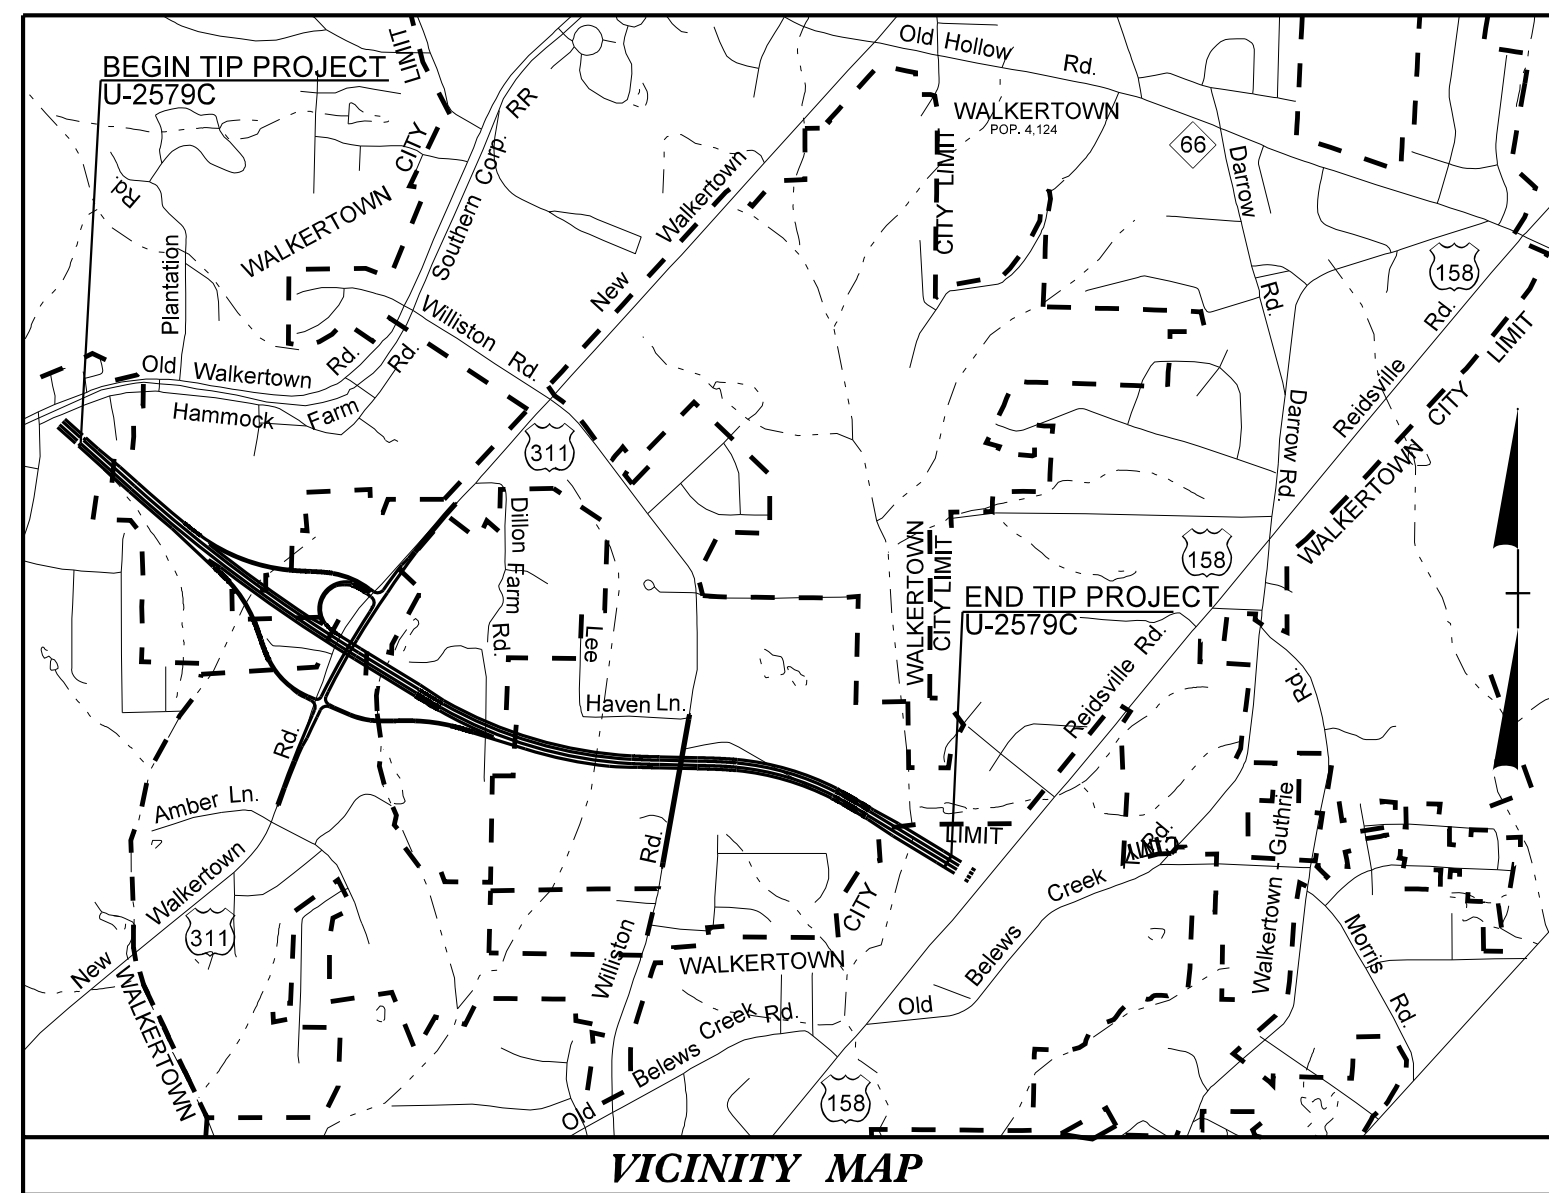 BEGIN TIP PROJECT
U-2579C
LIMIT
CITY
WALKERTOWN
Southern Corp. RR
Old Hollow Rd.
WALKERTOWN
POP. 4,124
66
CITY LIMIT
Darrow
Rd.
Rd.
Plantation
New Walkertown
Williston Rd.
158
Reidsville Rd.
LIMIT
CITY
WALKERTOWN
Old Walkertown Rd.
Hammock Farm Rd.
311
Darrow Rd.
Dillon Farm Rd.
Lee
Haven Ln.
WALKERTOWN
CITY LIMIT
158
END TIP PROJECT
U-2579C
Reidsville Rd.
Rd.
Rd.
Amber Ln.
New Walkertown
311
WALKERTOWN
Williston Rd.
WALKERTOWN
CITY
LIMIT
CITY
Old Belews Creek Rd.
Walkertown - Guthrie
Morris Rd.
Old Belews Creek Rd.
158
VICINITY MAP